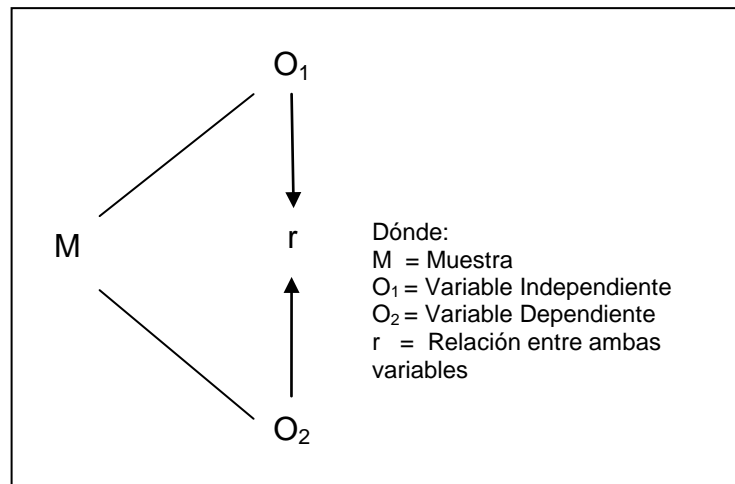 O₁
M
r
O₂
Dónde:
M = Muestra
O₁ = Variable Independiente
O₂ = Variable Dependiente
r = Relación entre ambas
variables